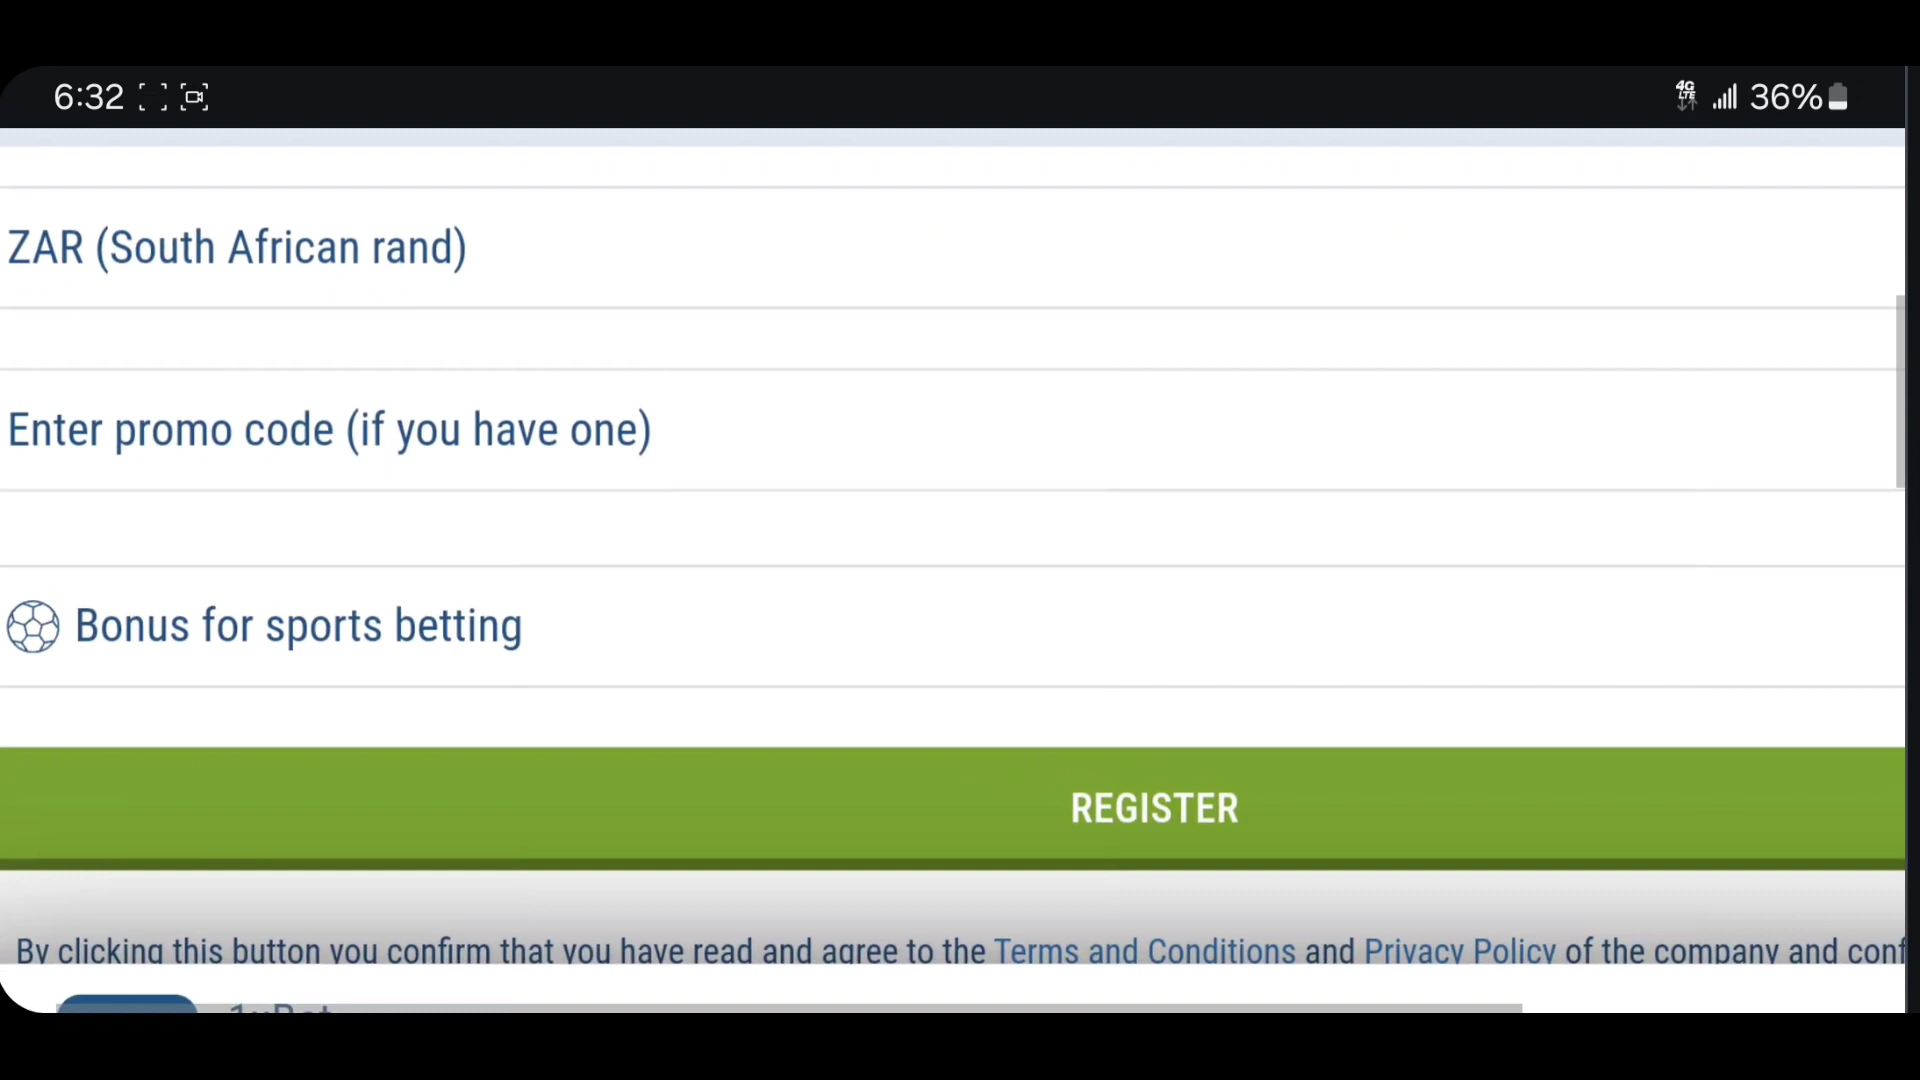 6:32 4G LTE 36%
ZAR (South African rand)
Enter promo code (if you have one)
Bonus for sports betting
REGISTER
By clicking this button you confirm that you have read and agree to the Terms and Conditions and Privacy Policy of the company and conf